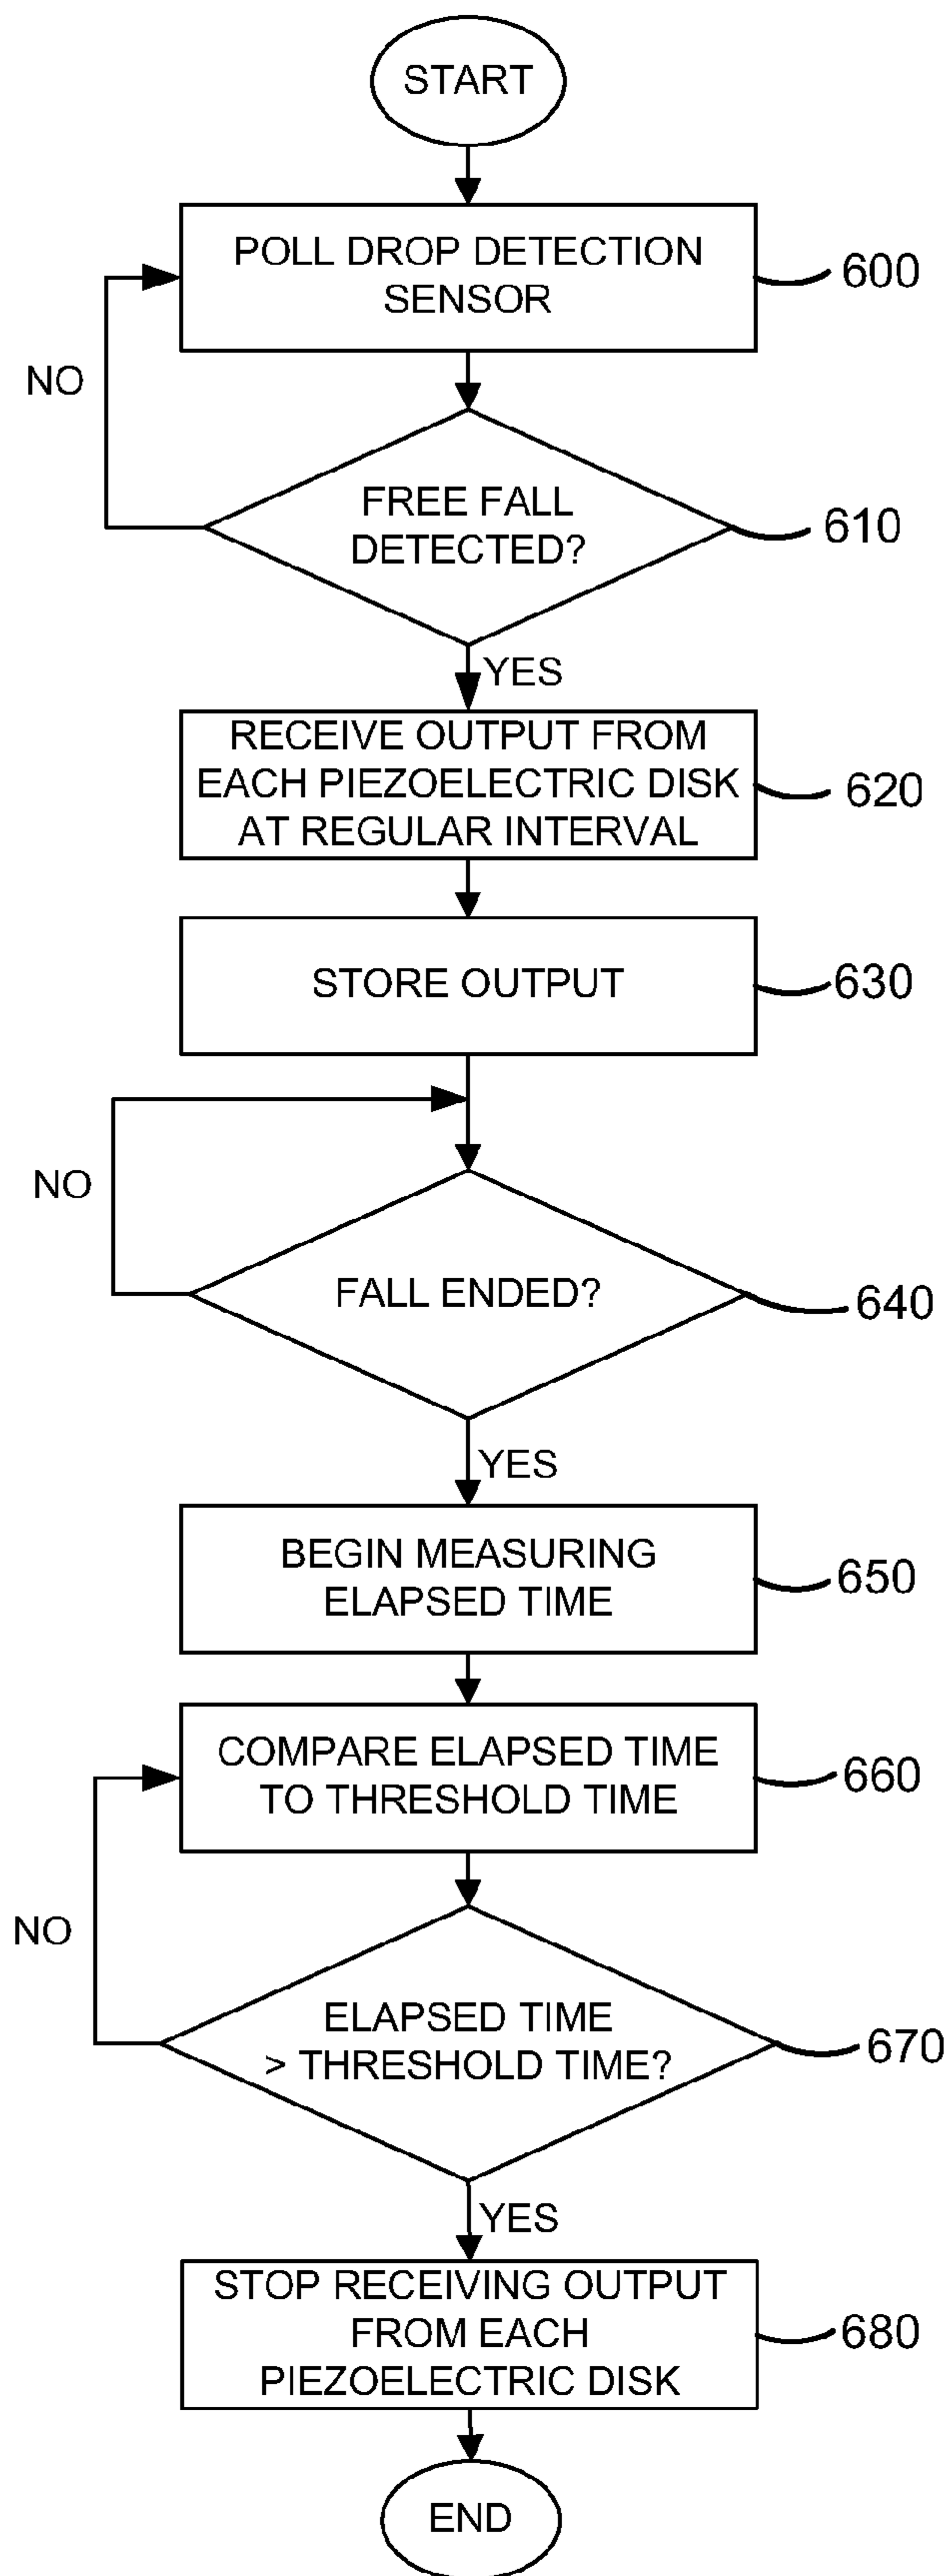 START
POLL DROP DETECTION
SENSOR
600
NO
FREE FALL
DETECTED?
610
YES
RECEIVE OUTPUT FROM
EACH PIEZOELECTRIC DISK
AT REGULAR INTERVAL
620
STORE OUTPUT
630
NO
FALL ENDED?
640
YES
BEGIN MEASURING
ELAPSED TIME
650
COMPARE ELAPSED TIME
TO THRESHOLD TIME
660
NO
ELAPSED TIME
> THRESHOLD TIME?
670
YES
STOP RECEIVING OUTPUT
FROM EACH
PIEZOELECTRIC DISK
680
END